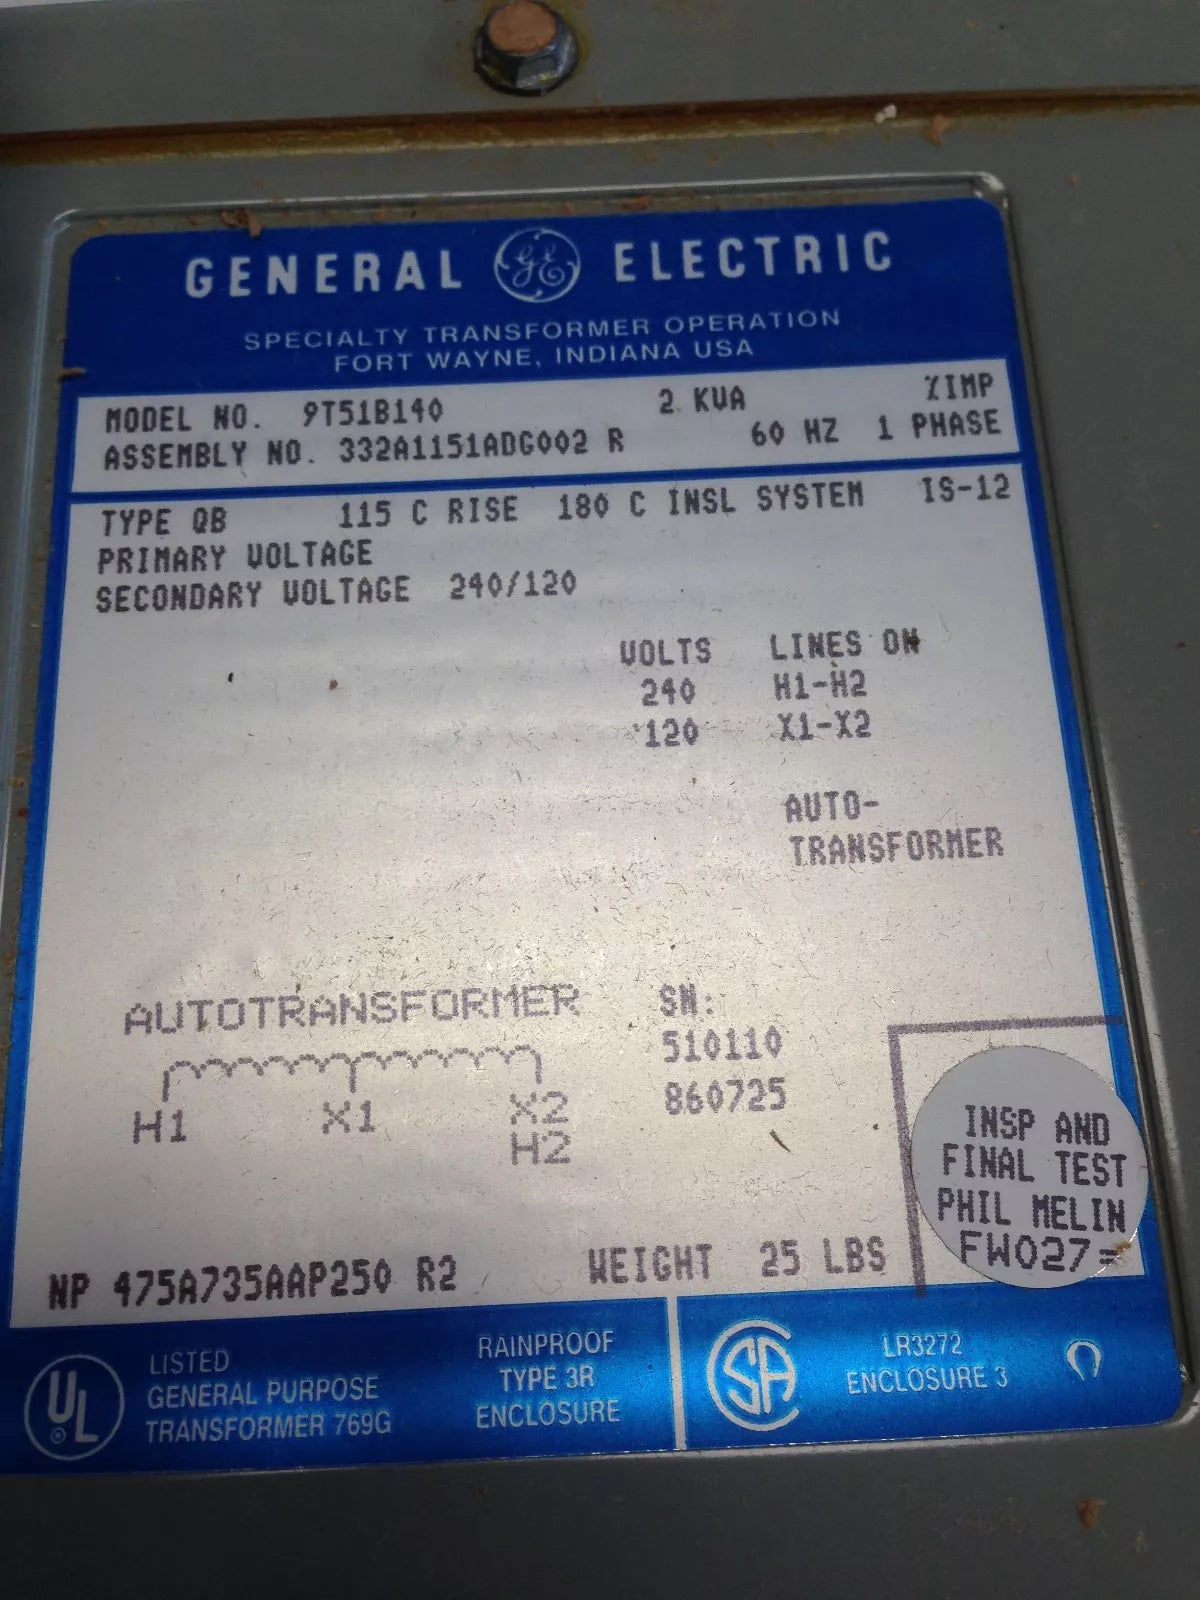 GENERAL GE ELECTRIC
SPECIALTY TRANSFORMER OPERATION
FORT WAYNE, INDIANA USA
MODEL NO. 9T51B140 2 KVA %IMP
ASSEMBLY NO. 332A1151ADG002 R 60 HZ 1 PHASE
TYPE QB 115 C RISE 180 C INSL SYSTEM IS-12
PRIMARY VOLTAGE
SECONDARY VOLTAGE 240/120
VOLTS LINES ON
240 H1-H2
120 X1-X2
AUTO-
TRANSFORMER
AUTOTRANSFORMER
H1 X1 X2
H2
SN:
510110
860725
INSP AND
FINAL TEST
PHIL MELIN
FW027=
NP 475A735AAP250 R2 WEIGHT 25 LBS
UL ®
LISTED
GENERAL PURPOSE
TRANSFORMER 769G
RAINPROOF
TYPE 3R
ENCLOSURE
SA
LR3272
ENCLOSURE 3